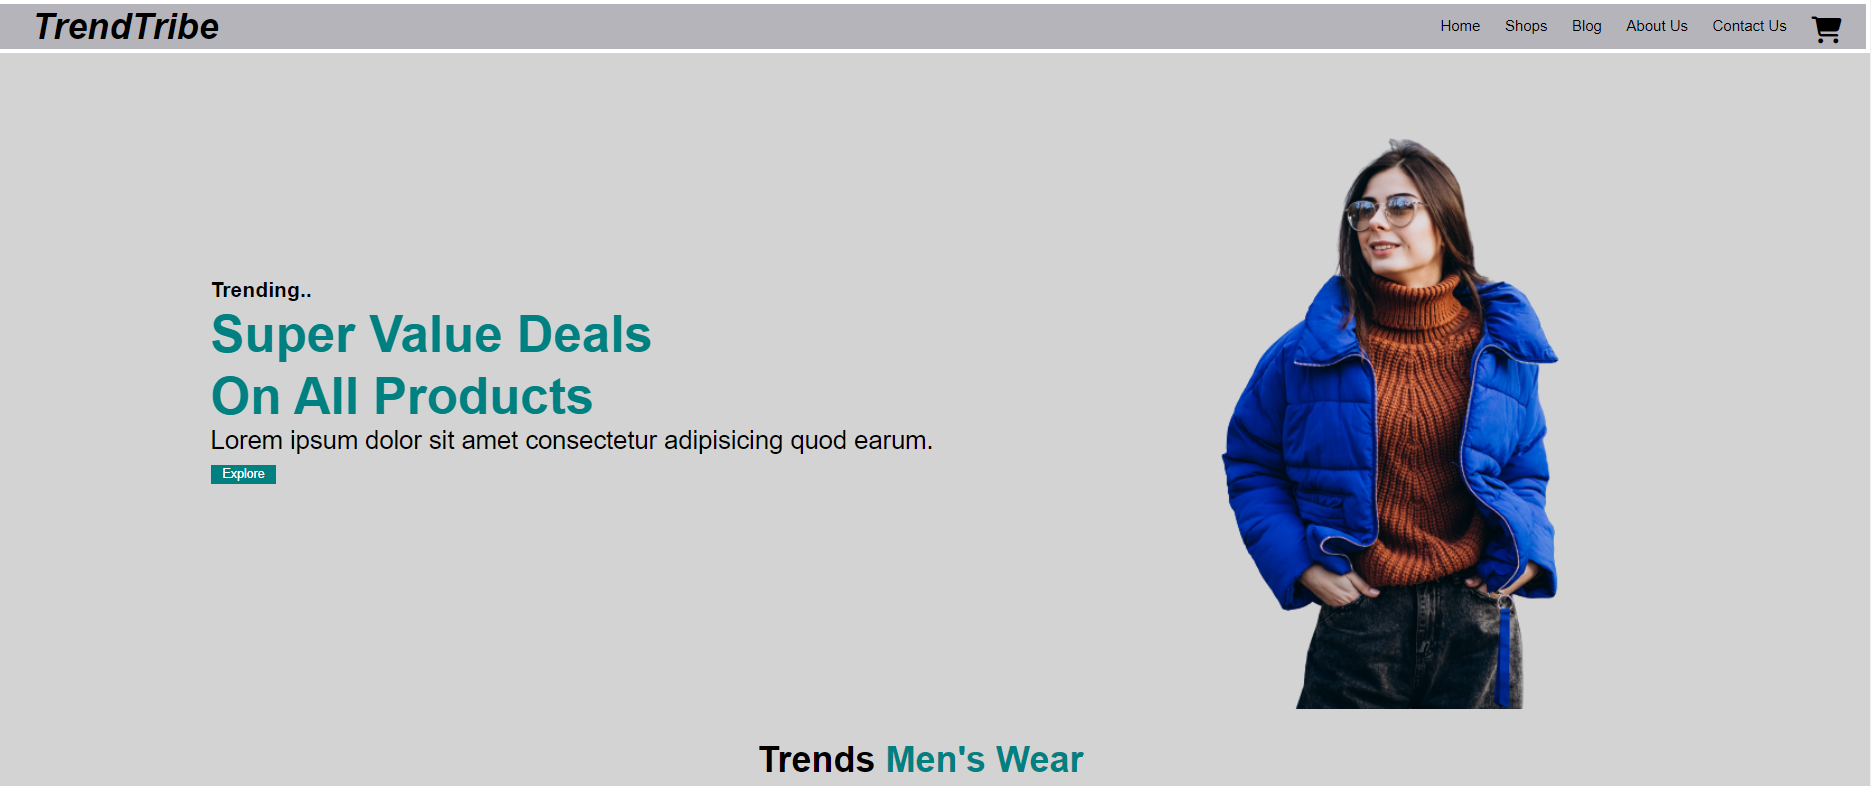 TrendTribe
Home Shops Blog About Us Contact Us
Trending..
Super Value Deals
On All Products
Lorem ipsum dolor sit amet consectetur adipisicing quod earum.
Explore
Trends Men's Wear